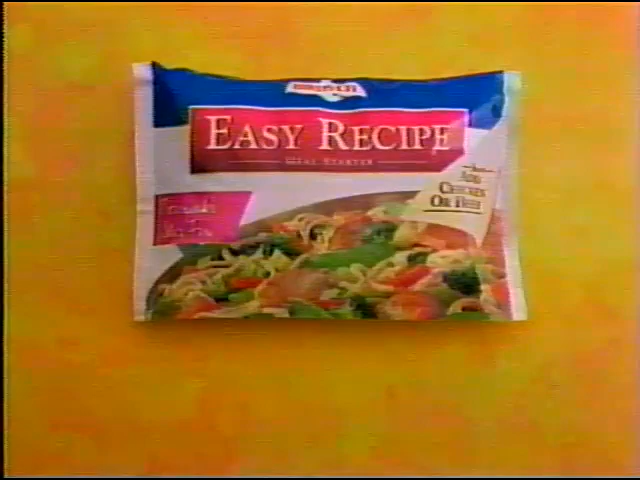 EASY RECIPE
MEAL STARTER
ADD
CHICKEN
OR BEEF